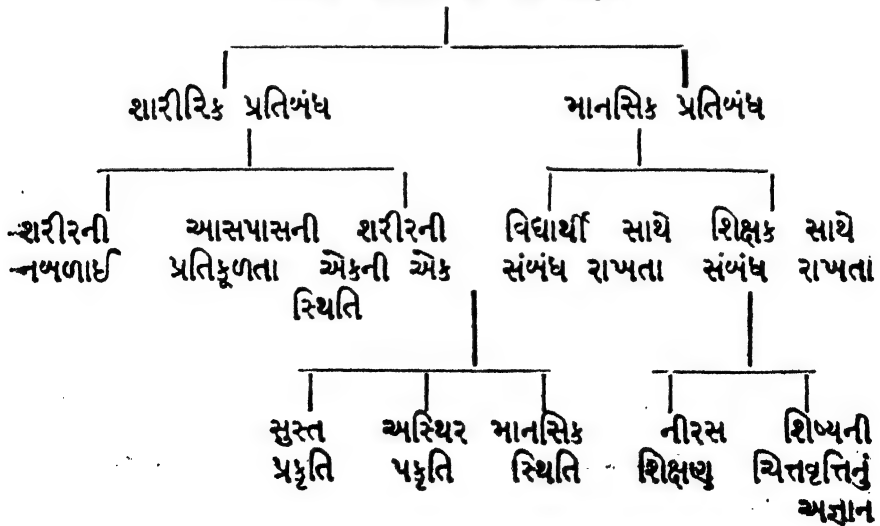 શારીરિક પ્રતિબંધ માનસિક પ્રતિબંધ
શરીરની આસપાસની શરીરની વિદ્યાર્થી સાથે શિક્ષક સાથે
નબળાઈ પ્રતિકૂળતા એકની એક સંબંધ રાખતા સંબંધ રાખતાં
સ્થિતિ
સુસ્ત અસ્થિર માનસિક નીરસ શિષ્યની
પ્રકૃતિ પકૃતિ સ્થિતિ શિક્ષણ ચિત્તવૃત્તિનું
અજ્ઞાન